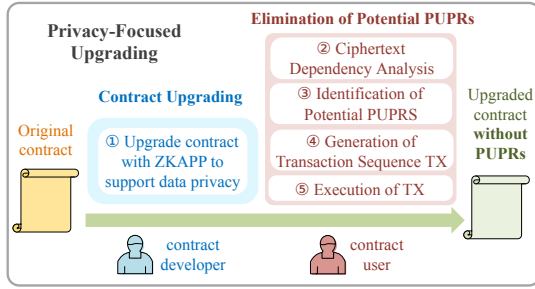 Privacy-Focused
Upgrading
Elimination of Potential PUPRs
② Ciphertext
Dependency Analysis
Contract Upgrading
③ Identification of
Potential PUPRS
Original
contract
① Upgrade contract
with ZKAPP to
support data privacy
④ Generation of
Transaction Sequence TX
⑤ Execution of TX
Upgraded
contract
without
PUPRs
contract
developer
contract
user